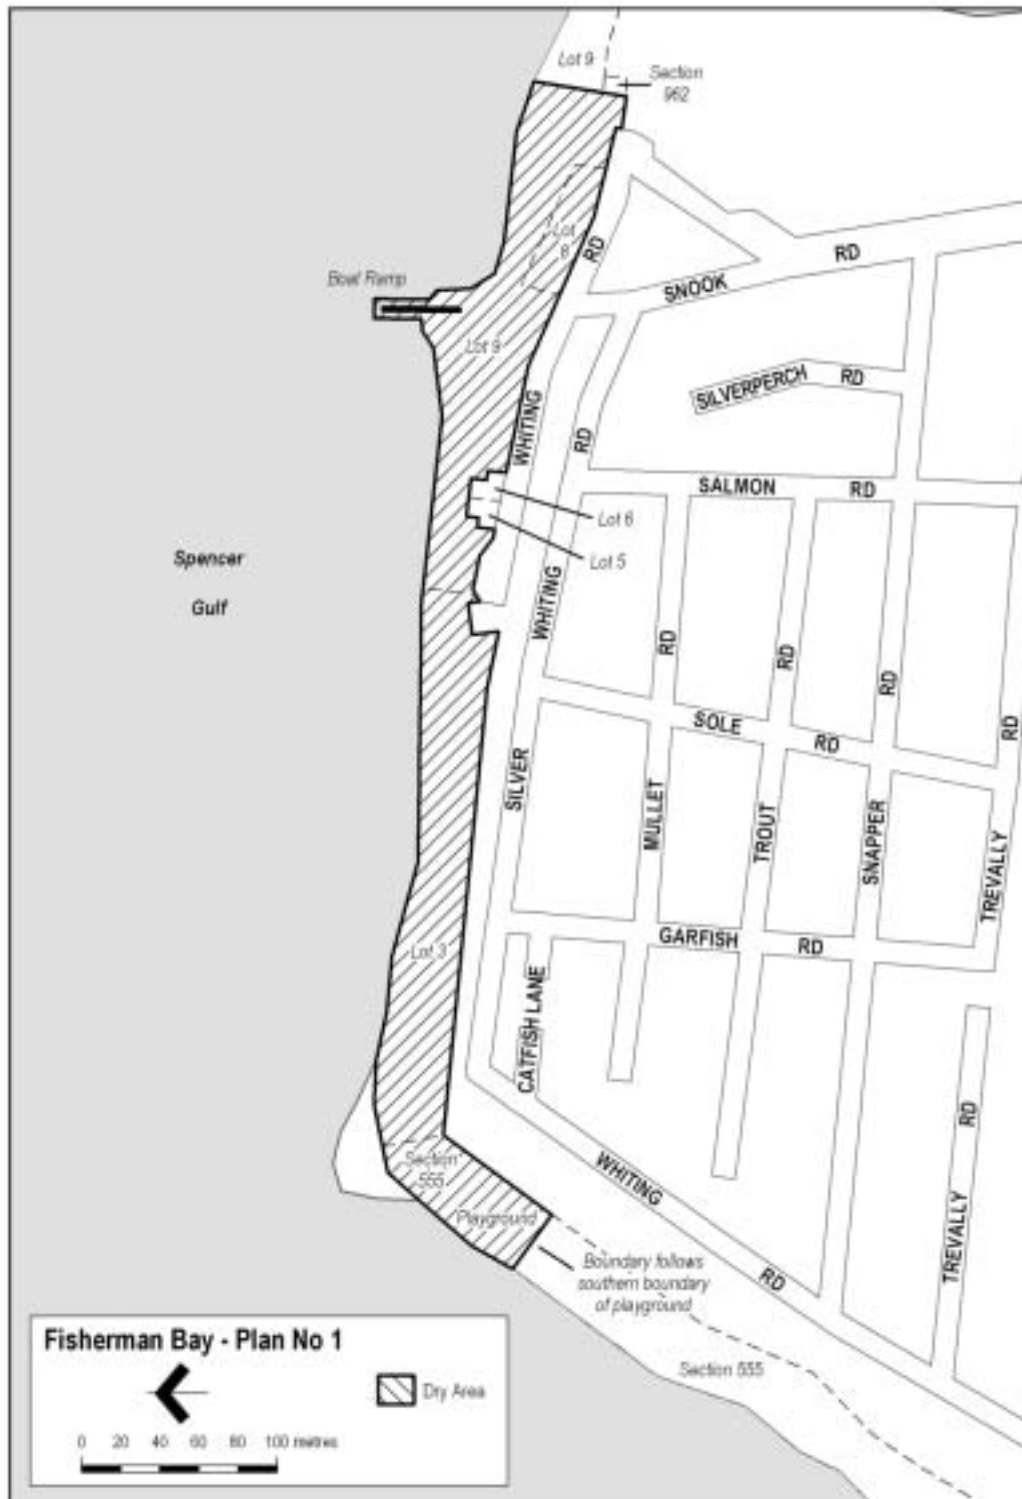 Lot 9
Section
962
Lot
8
RD
RD
SNOOK
Boat Ramp
Lot 9
SILVERPERCH
RD
WHITING
RD
SALMON
RD
Lot 6
Lot 5
Spencer
Gulf
WHITING
RD
RD
RD
SOLE
RD
RD
SILVER
MULLET
TROUT
SNAPPER
TREVALLY
GARFISH
RD
Lot 3
CATFISH LANE
RD
Section
555
Playground
WHITING
RD
TREVALLY
Boundary follows
southern boundary
of playground
Section 555
Fisherman Bay - Plan No 1
Dry Area
0 20 40 60 80 100 metres